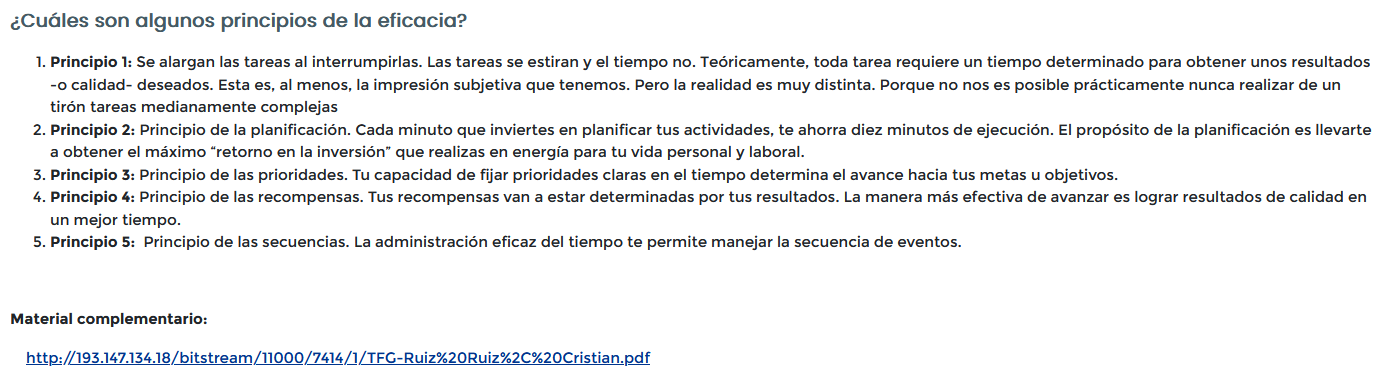 ¿Cuáles son algunos principios de la eficacia?
1. Principio 1: Se alargan las tareas al interrumpirlas. Las tareas se estiran y el tiempo no. Teóricamente, toda tarea requiere un tiempo determinado para obtener unos resultados
-o calidad- deseados. Esta es, al menos, la impresión subjetiva que tenemos. Pero la realidad es muy distinta. Porque no nos es posible prácticamente nunca realizar de un
tirón tareas medianamente complejas
2. Principio 2: Principio de la planificación. Cada minuto que inviertes en planificar tus actividades, te ahorra diez minutos de ejecución. El propósito de la planificación es llevarte
a obtener el máximo “retorno en la inversión” que realizas en energía para tu vida personal y laboral.
3. Principio 3: Principio de las prioridades. Tu capacidad de fijar prioridades claras en el tiempo determina el avance hacia tus metas u objetivos.
4. Principio 4: Principio de las recompensas. Tus recompensas van a estar determinadas por tus resultados. La manera más efectiva de avanzar es lograr resultados de calidad en
un mejor tiempo.
5. Principio 5: Principio de las secuencias. La administración eficaz del tiempo te permite manejar la secuencia de eventos.
Material complementario:
http://193.147.134.18/bitstream/11000/7414/1/TFG-Ruiz%20Ruiz%2C%20Cristian.pdf